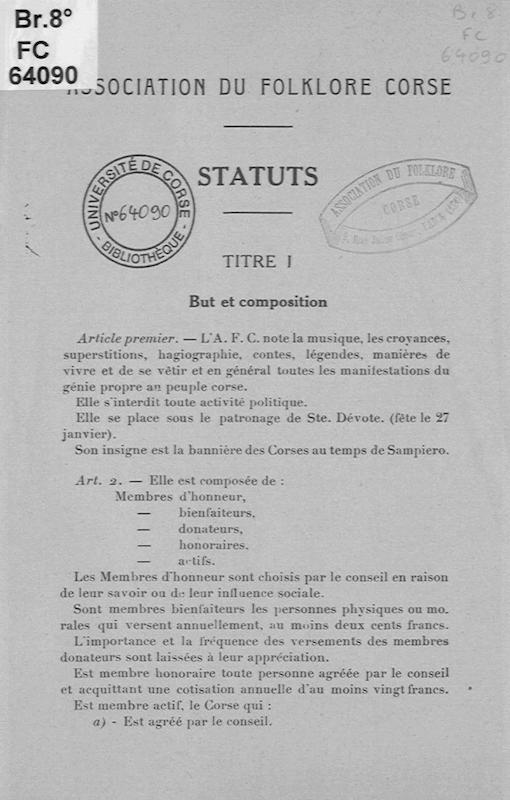 Br.8°
FC
64090
Br 8
FC
64090
ASSOCIATION DU FOLKLORE CORSE
STATUTS
UNIVERSITÉ DE CORSE
N° 64090
- BIBLIOTHÈQUE -
ASSOCIATION DU FOLKLORE
CORSE
TITRE I
But et composition
Article premier. — L'A. F. C. note la musique, les croyances,
superstitions, hagiographie, contes, légendes, manières de
vivre et de se vêtir et en général toutes les manifestations du
génie propre au peuple corse.
Elle s'interdit toute activité politique.
Elle se place sous le patronage de Ste. Dévote. (fête le 27
janvier).
Son insigne est la bannière des Corses au temps de Sampiero.
Art. 2. — Elle est composée de :
Membres d'honneur,
— bienfaiteurs,
— donateurs,
— honoraires,
— actifs.
Les Membres d'honneur sont choisis par le conseil en raison
de leur savoir ou de leur influence sociale.
Sont membres bienfaiteurs les personnes physiques ou mo.
rales qui versent annuellement, au moins deux cents francs.
L'importance et la fréquence des versements des membres
donateurs sont laissées à leur appréciation.
Est membre honoraire toute personne agréée par le conseil
et acquittant une cotisation annuelle d'au moins vingt francs.
Est membre actif, le Corse qui :
a) - Est agréé par le conseil.